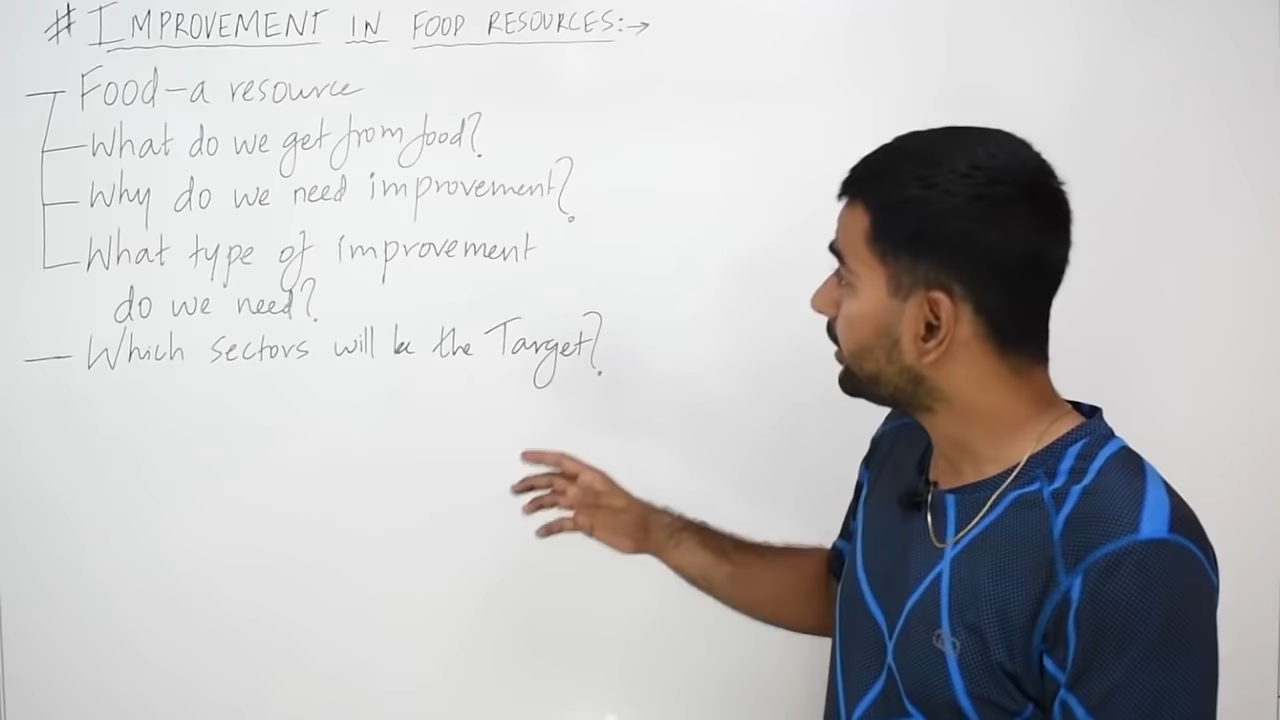 # IMPROVEMENT IN FOOD RESOURCES:→
Food-a resource
What do we get from food?
Why do we need improvement?
What type of improvement
do we need?
Which sectors will be the Target?